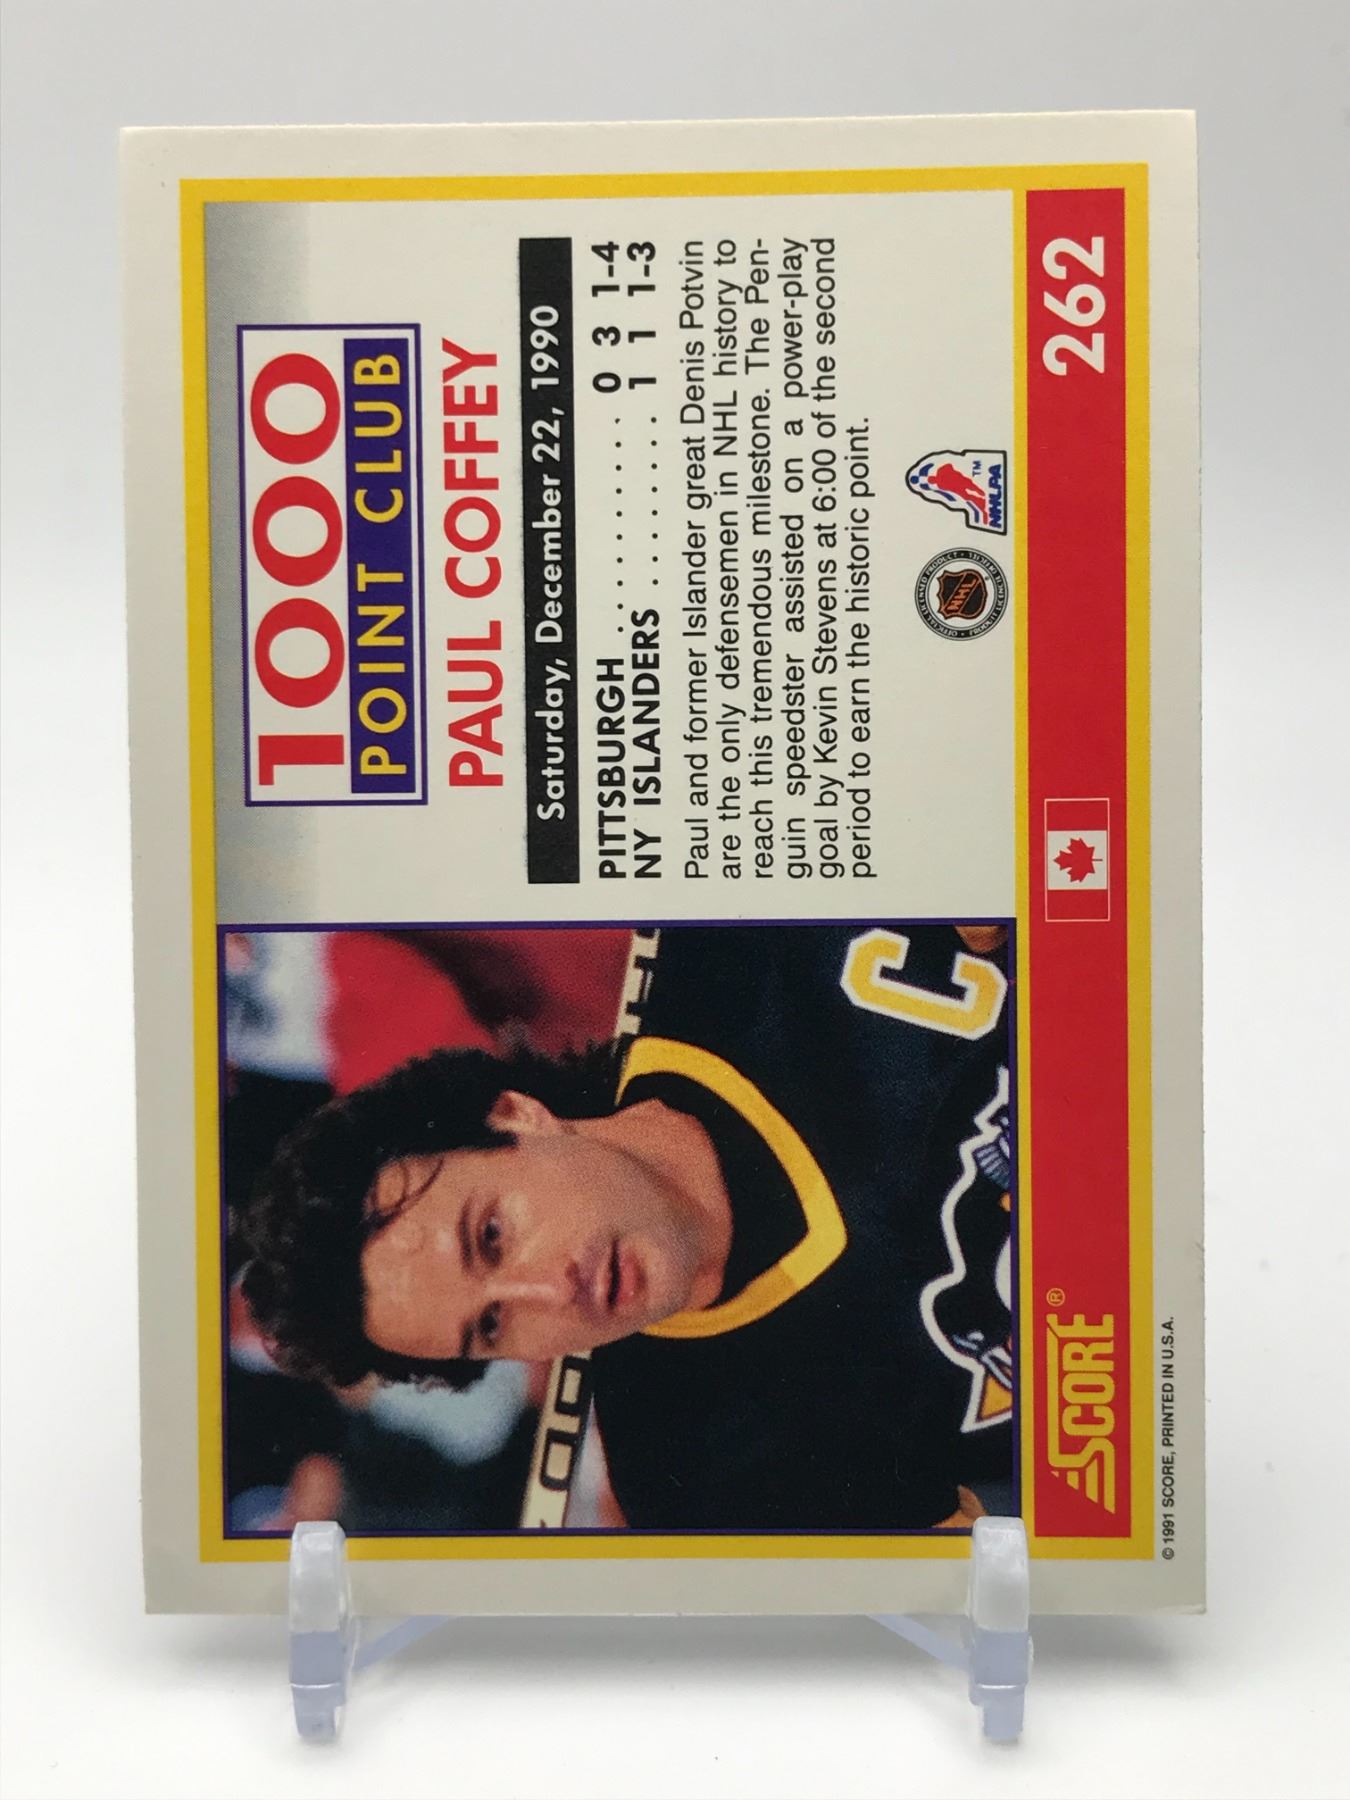 1000
POINT CLUB
PAUL COFFEY
Saturday, December 22, 1990
PITTSBURGH . . . . . . . . . 0 3 1-4
NY ISLANDERS . . . . . . . 1 1 1-3
Paul and former Islander great Denis Potvin
are the only defensemen in NHL history to
reach this tremendous milestone. The Pen-
guin speedster assisted on a power-play
goal by Kevin Stevens at 6:00 of the second
period to earn the historic point.
NHL
NHLPA
TM
C
SCORE®
262
© 1991 SCORE, PRINTED IN U.S.A.